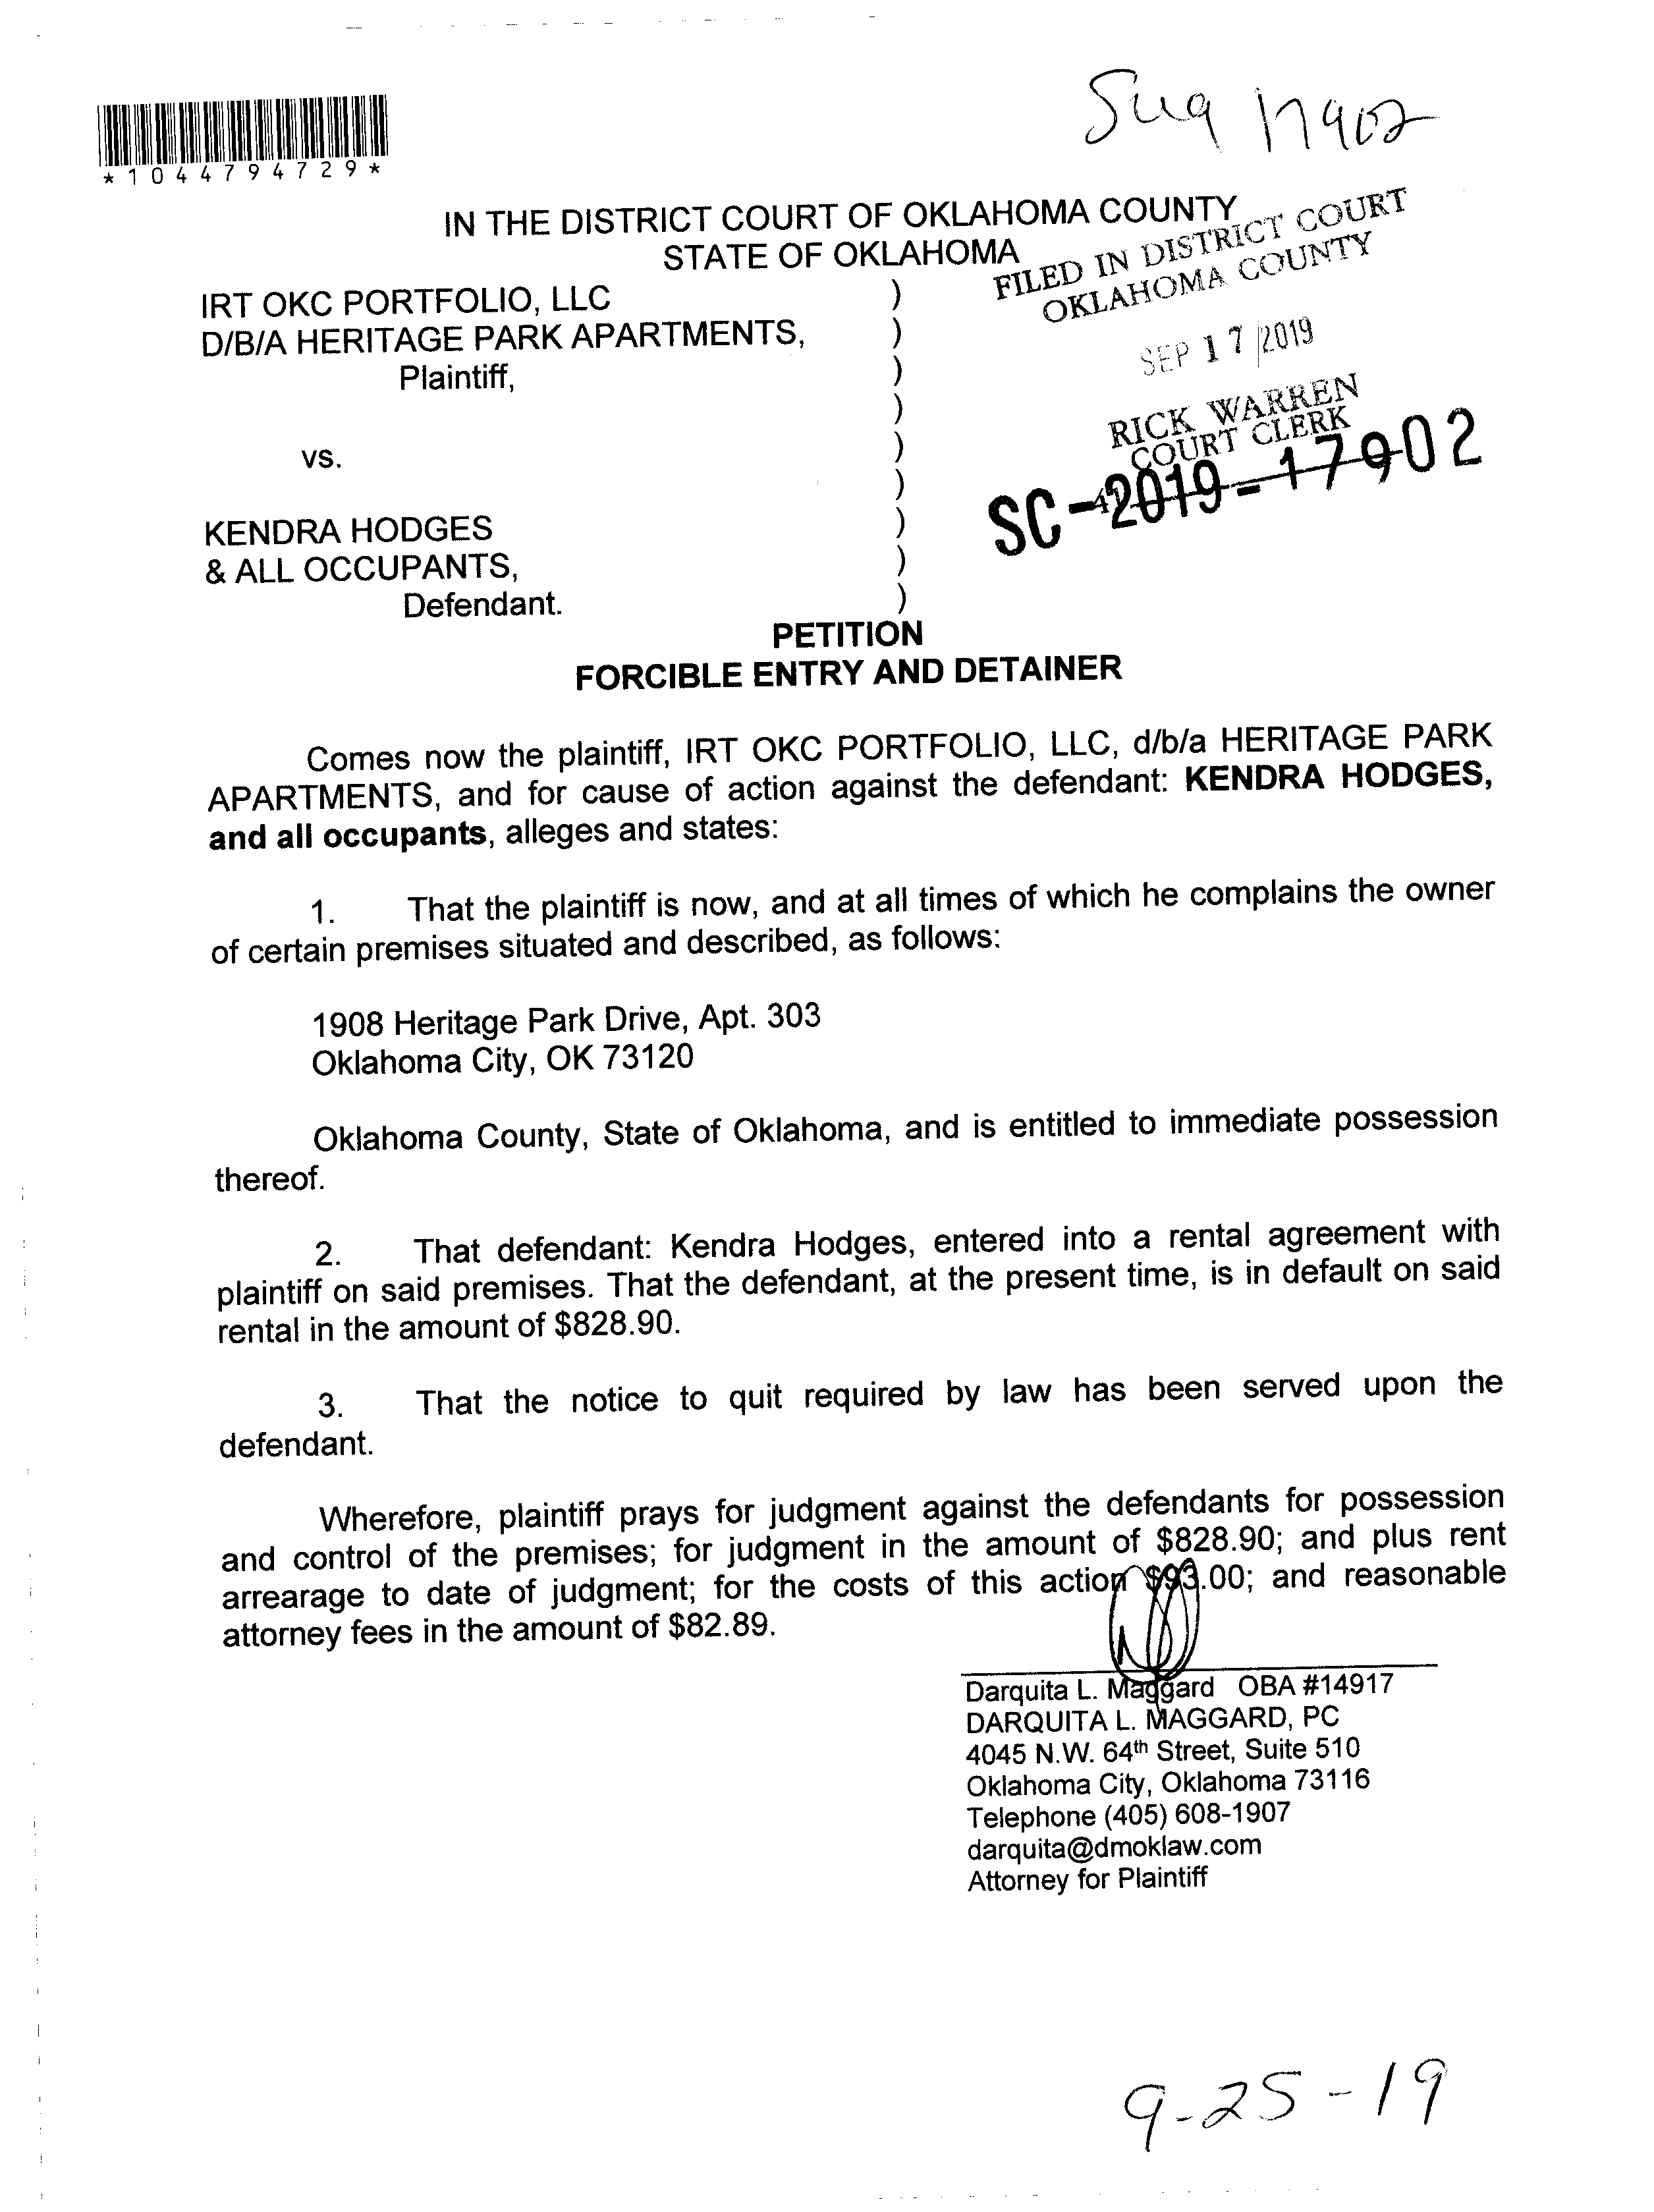 *1044794729*
17902
IN THE DISTRICT COURT OF OKLAHOMA COUNTY
STATE OF OKLAHOMA
FILED IN DISTRICT COURT
OKLAHOMA COUNTY
SEP 17 2019
RICK WARREN
COURT CLERK
SC-2019-17902
IRT OKC PORTFOLIO, LLC )
D/B/A HERITAGE PARK APARTMENTS, )
Plaintiff, )
)
vs. )
)
KENDRA HODGES )
& ALL OCCUPANTS, )
Defendant. )
PETITION
FORCIBLE ENTRY AND DETAINER
Comes now the plaintiff, IRT OKC PORTFOLIO, LLC, d/b/a HERITAGE PARK
APARTMENTS, and for cause of action against the defendant: KENDRA HODGES,
and all occupants, alleges and states:
1. That the plaintiff is now, and at all times of which he complains the owner
of certain premises situated and described, as follows:
1908 Heritage Park Drive, Apt. 303
Oklahoma City, OK 73120
Oklahoma County, State of Oklahoma, and is entitled to immediate possession
thereof.
2. That defendant: Kendra Hodges, entered into a rental agreement with
plaintiff on said premises. That the defendant, at the present time, is in default on said
rental in the amount of $828.90.
3. That the notice to quit required by law has been served upon the
defendant.
Wherefore, plaintiff prays for judgment against the defendants for possession
and control of the premises; for judgment in the amount of $828.90; and plus rent
arrearage to date of judgment; for the costs of this action $93.00; and reasonable
attorney fees in the amount of $82.89.
Darquita L. Maggard OBA #14917
DARQUITA L. MAGGARD, PC
4045 N.W. 64th Street, Suite 510
Oklahoma City, Oklahoma 73116
Telephone (405) 608-1907
darquita@dmoklaw.com
Attorney for Plaintiff
9-25-19